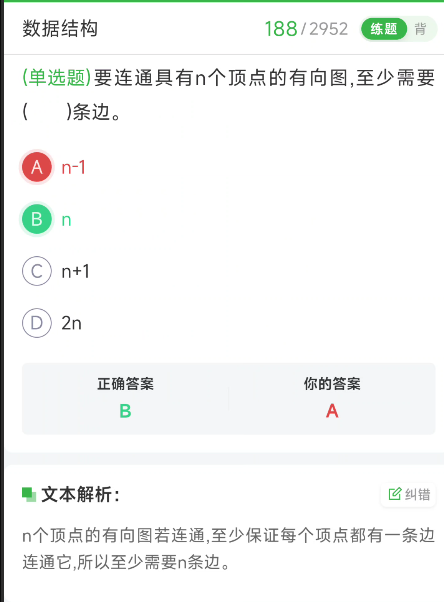 数据结构
188/2952 练题 背
(单选题)要连通具有n个顶点的有向图,至少需要
( )条边。
A n-1
B n
C n+1
D 2n
正确答案 你的答案
B A
文本解析: 纠错
n个顶点的有向图若连通,至少保证每个项点都有一条边
连通它,所以至少需要n条边。